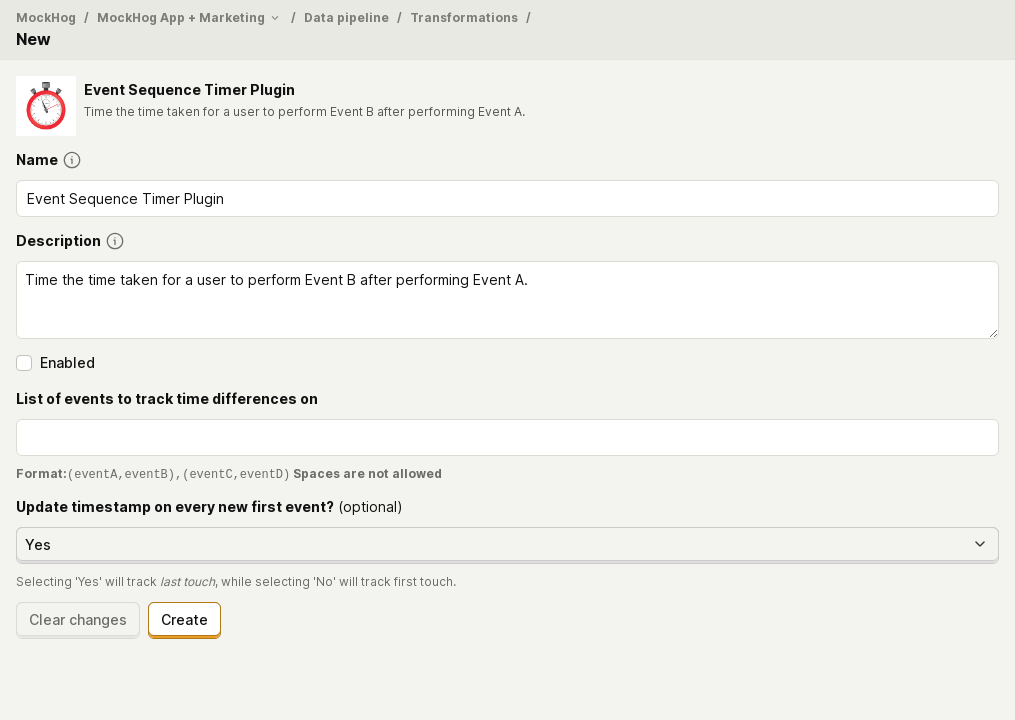 MockHog / MockHog App + Marketing / Data pipeline / Transformations /
New
Event Sequence Timer Plugin
Time the time taken for a user to perform Event B after performing Event A.
Name
Event Sequence Timer Plugin
Description
Time the time taken for a user to perform Event B after performing Event A.
Enabled
List of events to track time differences on
Format:(eventA,eventB),(eventC,eventD) Spaces are not allowed
Update timestamp on every new first event? (optional)
Yes
Selecting 'Yes' will track last touch, while selecting 'No' will track first touch.
Clear changes Create